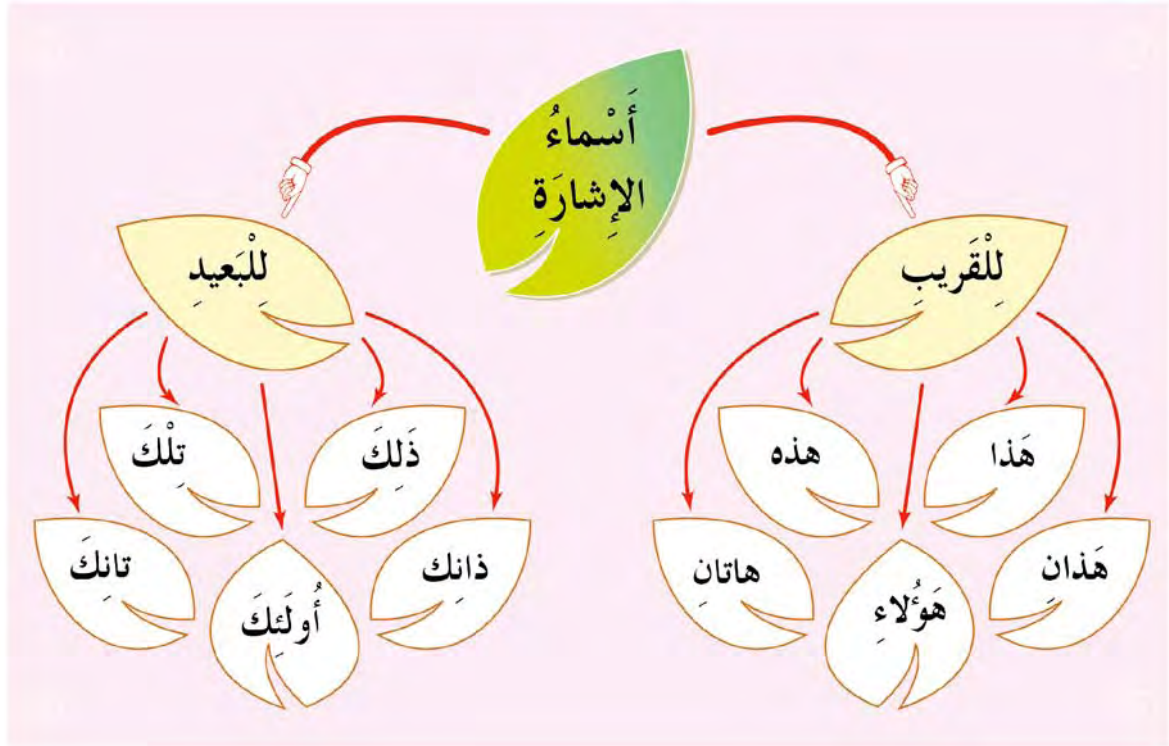 أَسْماءُ
الإِشارَةِ
لِلْقَريبِ
لِلْبَعيدِ
هَذا
هذه
هَذانِ
هَؤُلاءِ
هاتانِ
ذَلِكَ
تِلْكَ
ذانِك
أُولَئِكَ
تانِكَ